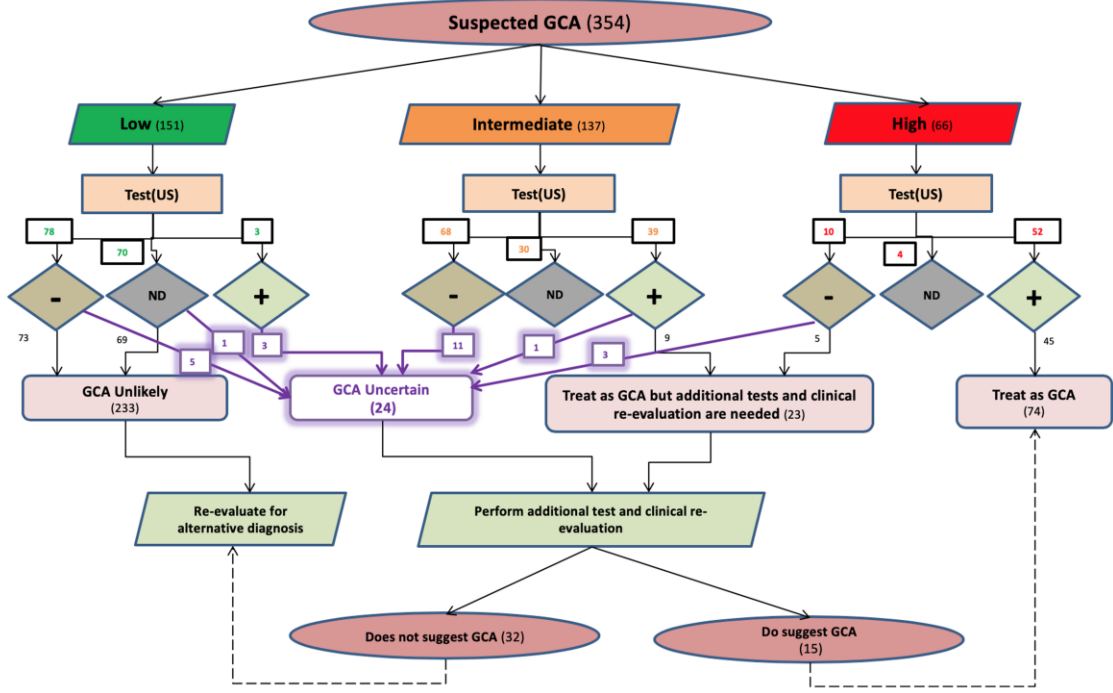 Suspected GCA (354)
Low (151)
Intermediate (137)
High (66)
Test(US)
Test(US)
Test(US)
78
70
3
68
30
39
10
4
52
-
ND
+
-
ND
+
-
ND
+
73
69
5
1
3
11
1
9
3
5
45
GCA Unlikely
(233)
GCA Uncertain
(24)
Treat as GCA but additional tests and clinical
re-evaluation are needed (23)
Treat as
GCA (74)
Re-evaluate for
alternative diagnosis
Perform additional test and clinical re-
evaluation
Does not suggest GCA (32)
Do suggest GCA
(15)